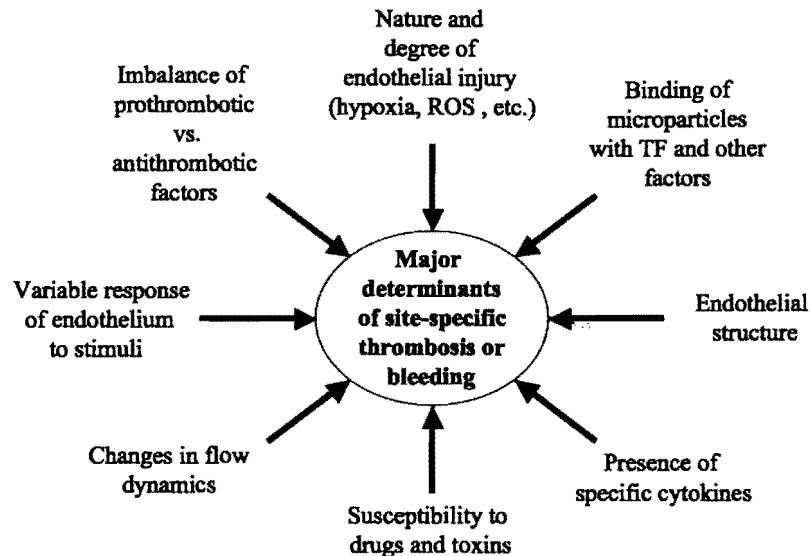 Nature and
degree of
endothelial injury
(hypoxia, ROS , etc.)
Imbalance of
prothrombotic
vs.
antithrombotic
factors
Binding of
microparticles
with TF and other
factors
Variable response
of endothelium
to stimuli
Major
determinants
of site-specific
thrombosis or
bleeding
Endothelial
structure
Changes in flow
dynamics
Susceptibility to
drugs and toxins
Presence of
specific cytokines